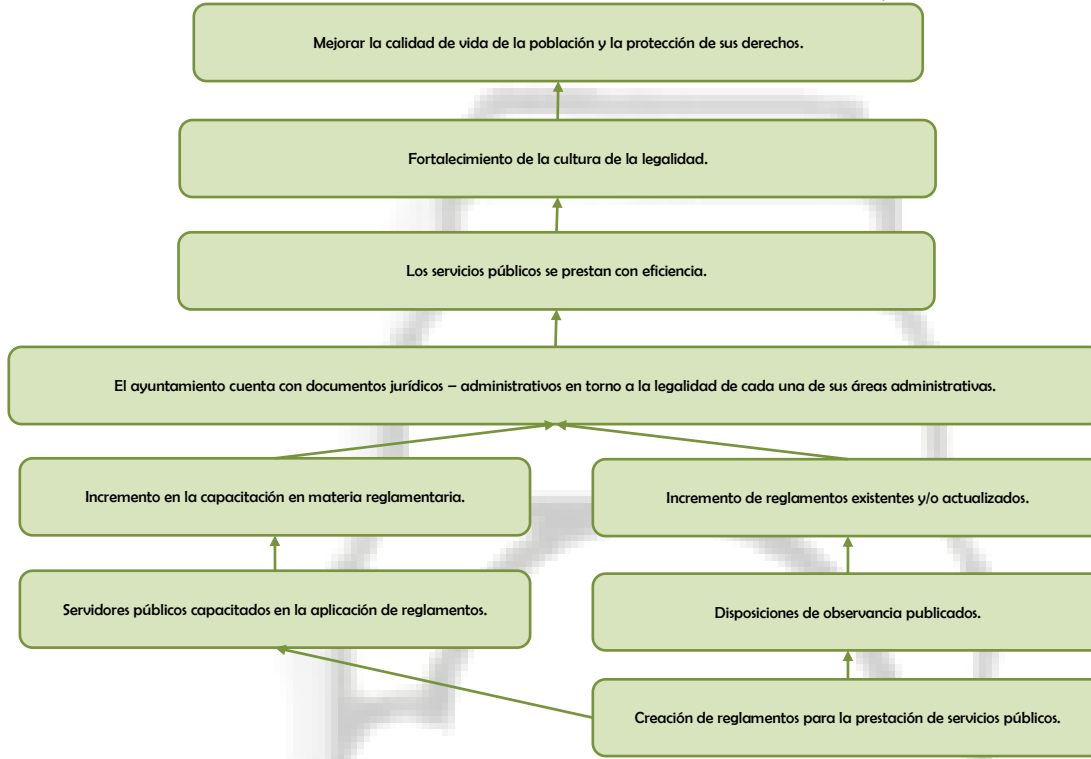 Mejorar la calidad de vida de la población y la protección de sus derechos.
Fortalecimiento de la cultura de la legalidad.
Los servicios públicos se prestan con eficiencia.
El ayuntamiento cuenta con documentos jurídicos – administrativos en torno a la legalidad de cada una de sus áreas administrativas.
Incremento en la capacitación en materia reglamentaria.
Incremento de reglamentos existentes y/o actualizados.
Servidores públicos capacitados en la aplicación de reglamentos.
Disposiciones de observancia publicados.
Creación de reglamentos para la prestación de servicios públicos.